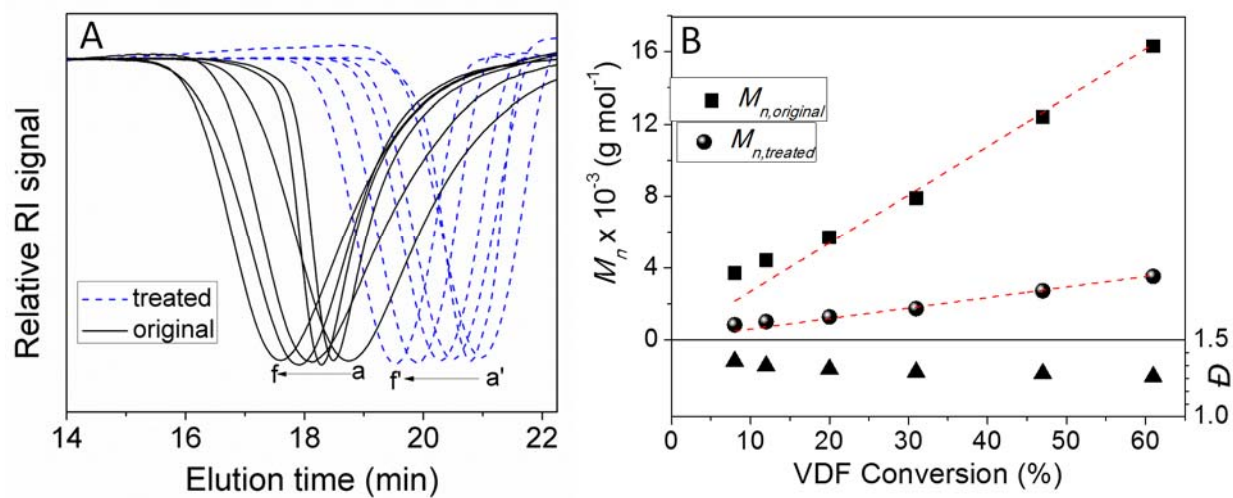 A
Relative RI signal
treated
original
f
a
f'
a'
14
16
18
20
22
Elution time (min)
B
M_n x 10^-3 (g mol^-1)
16
12
8
4
0
M_n,original
M_n,treated
1.5
Đ
1.0
0
10
20
30
40
50
60
VDF Conversion (%)